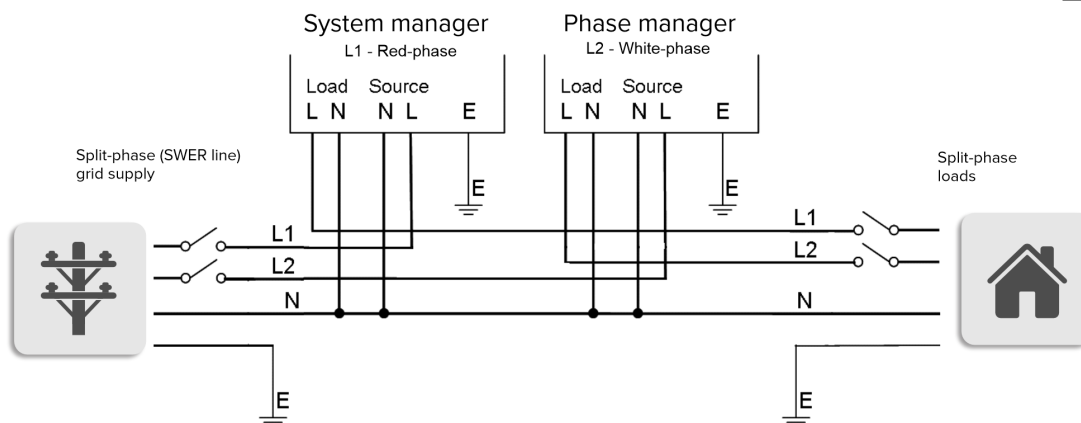 System manager
L1 - Red-phase
Load Source
L N N L E
Phase manager
L2 - White-phase
Load Source
L N N L E
Split-phase (SWER line)
grid supply
Split-phase
loads
E
E
L1
L1
L2
L2
N
N
E
E